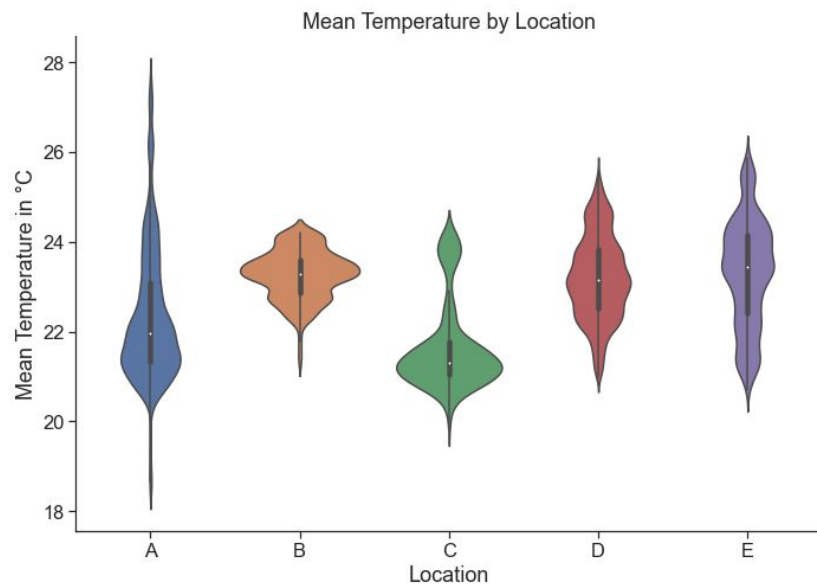 Mean Temperature by Location
28
26
24
22
20
18
Mean Temperature in °C
A B C D E
Location